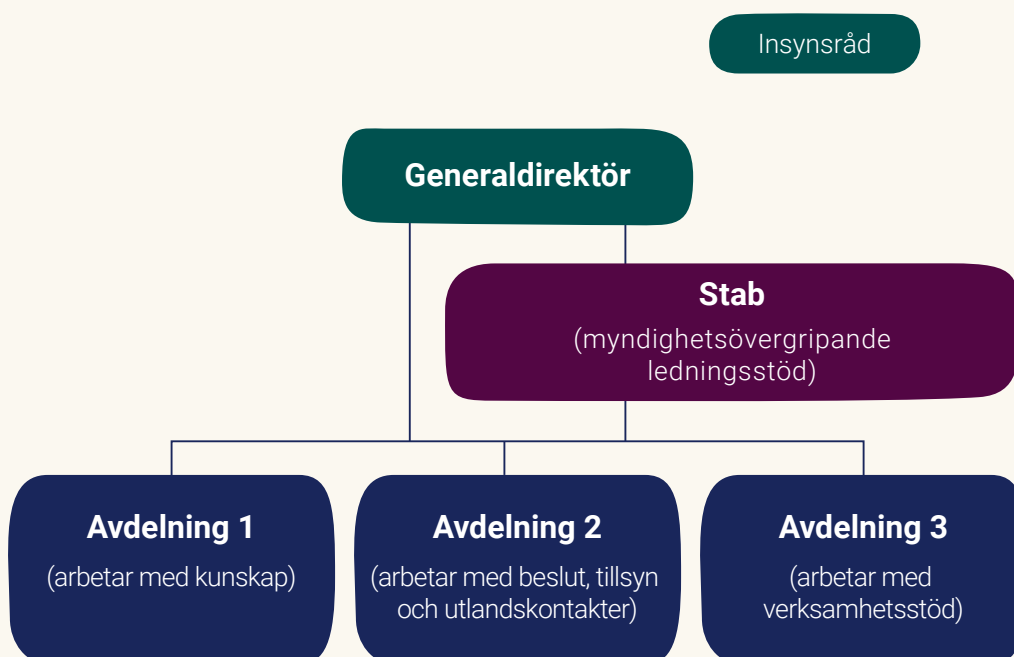 Insynsråd
Generaldirektör
Stab
(myndighetsövergripande
ledningsstöd)
Avdelning 1
(arbetar med kunskap)
Avdelning 2
(arbetar med beslut, tillsyn
och utlandskontakter)
Avdelning 3
(arbetar med
verksamhetsstöd)